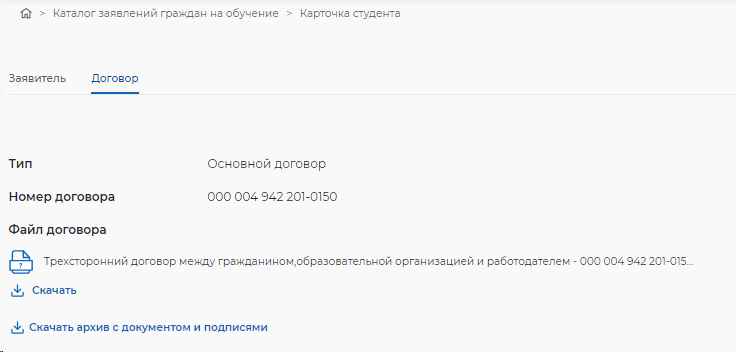 > Каталог заявлений граждан на обучение > Карточка студента
Заявитель Договор
Тип Основной договор
Номер договора 000 004 942 201-0150
Файл договора
? Трехсторонний договор между гражданином,образовательной организацией и работодателем - 000 004 942 201-015...
Скачать
Скачать архив с документом и подписями